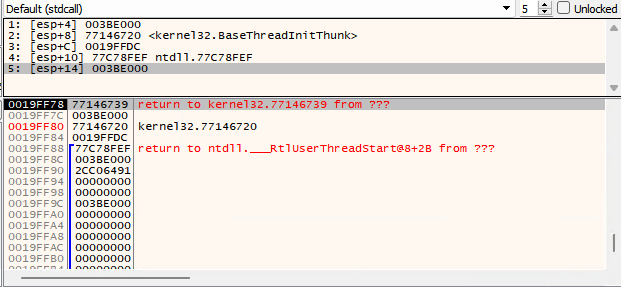 Default (stdcall) 5 Unlocked
1: [esp+4] 003BE000
2: [esp+8] 77146720 <kernel32.BaseThreadInitThunk>
3: [esp+C] 0019FFDC
4: [esp+10] 77C78FEF ntdll.77C78FEF
5: [esp+14] 003BE000
0019FF78 77146739 return to kernel32.77146739 from ???
0019FF7C 003BE000
0019FF80 77146720 kernel32.77146720
0019FF84 0019FFDC
0019FF88 77C78FEF return to ntdll.___RtlUserThreadStart@8+2B from ???
0019FF8C 003BE000
0019FF90 2CC06491
0019FF94 00000000
0019FF98 00000000
0019FF9C 003BE000
0019FFA0 00000000
0019FFA4 00000000
0019FFA8 00000000
0019FFAC 00000000
0019FFB0 00000000
0019FFB4 00000000